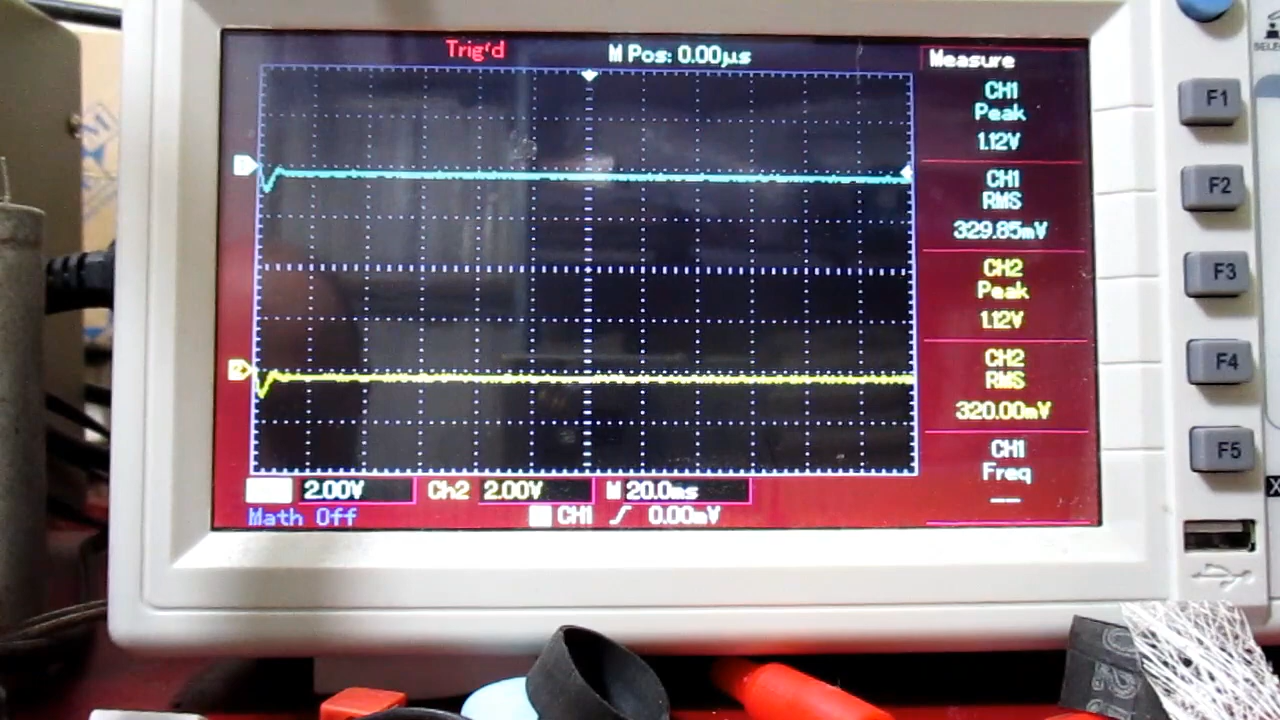 Trig'd
M Pos: 0.00µs
Measure
CH1
Peak
1.12V
CH1
RMS
329.85mV
CH2
Peak
1.12V
CH2
RMS
320.00mV
CH1
Freq
2.00V Ch2 2.00V M 20.0ms
Math Off
CH1 0.00mV
F1
F2
F3
F4
F5